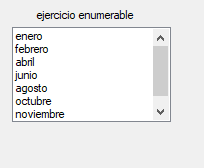 ejercicio enumerable
enero
febrero
abril
junio
agosto
octubre
noviembre